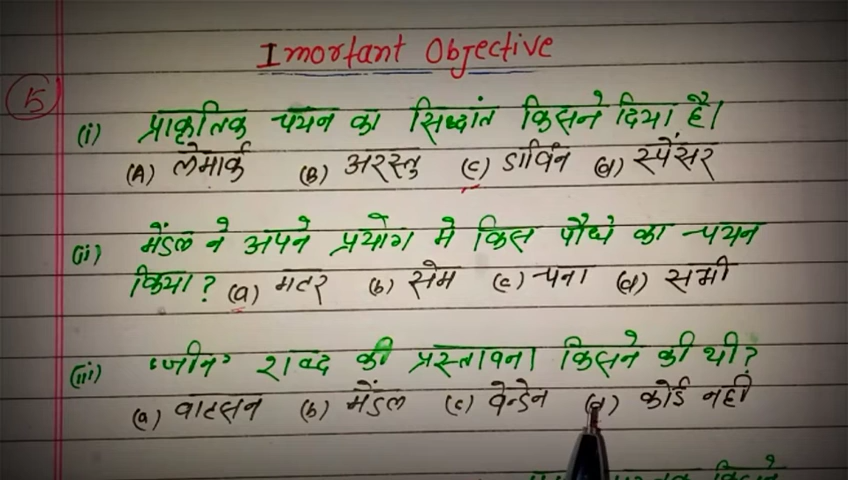 Imortant Objective
5
(i) प्राकृतिक चयन का सिध्दांत किसने दिया है।
(A) लेमार्क (B) अरस्तु (c) डार्विन (d) स्पेंसर
(ii) मेंडल ने अपने प्रयोग मे किस पौधे का चयन
किया? (a) मटर (b) सेम (c) चना (d) सभी
(iii) 'जीन' शब्द की प्रस्तावना किसने की थी?
(a) वाटसन (b) मेंडल (c) वेन्डेन (d) कोई नहीं